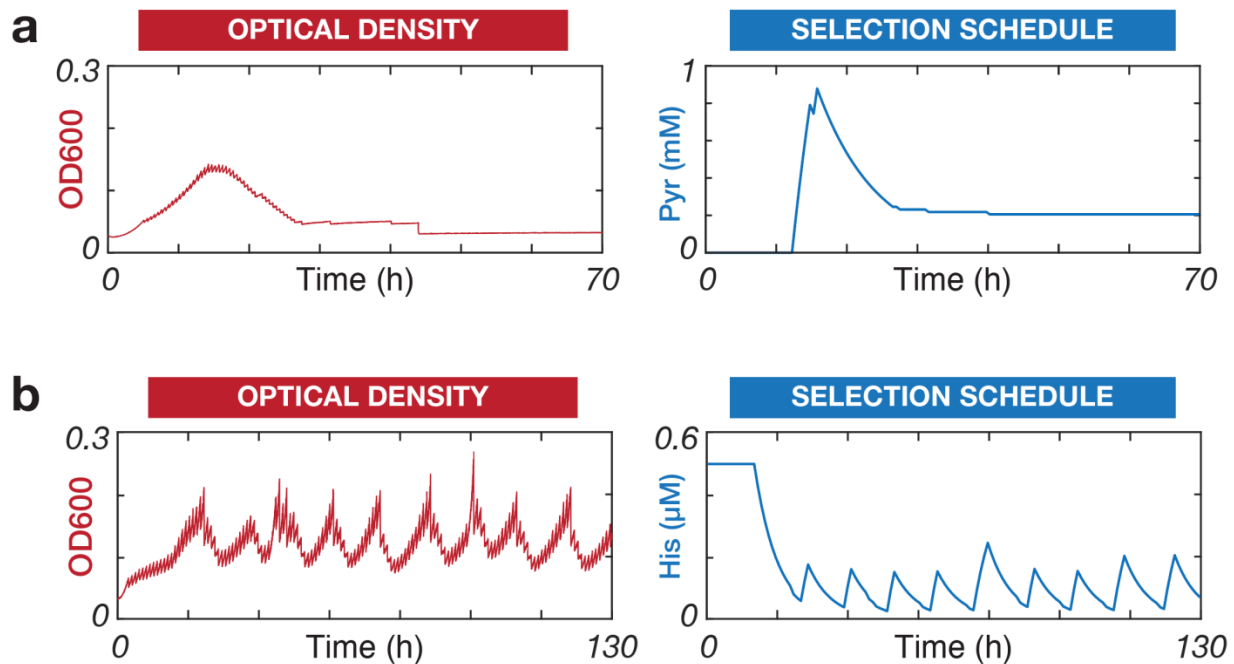 a
OPTICAL DENSITY
SELECTION SCHEDULE
0.3
OD600
0
0
Time (h)
70
1
Pyr (mM)
0
0
Time (h)
70
b
OPTICAL DENSITY
SELECTION SCHEDULE
0.3
OD600
0
0
Time (h)
130
0.6
His (µM)
0
0
Time (h)
130